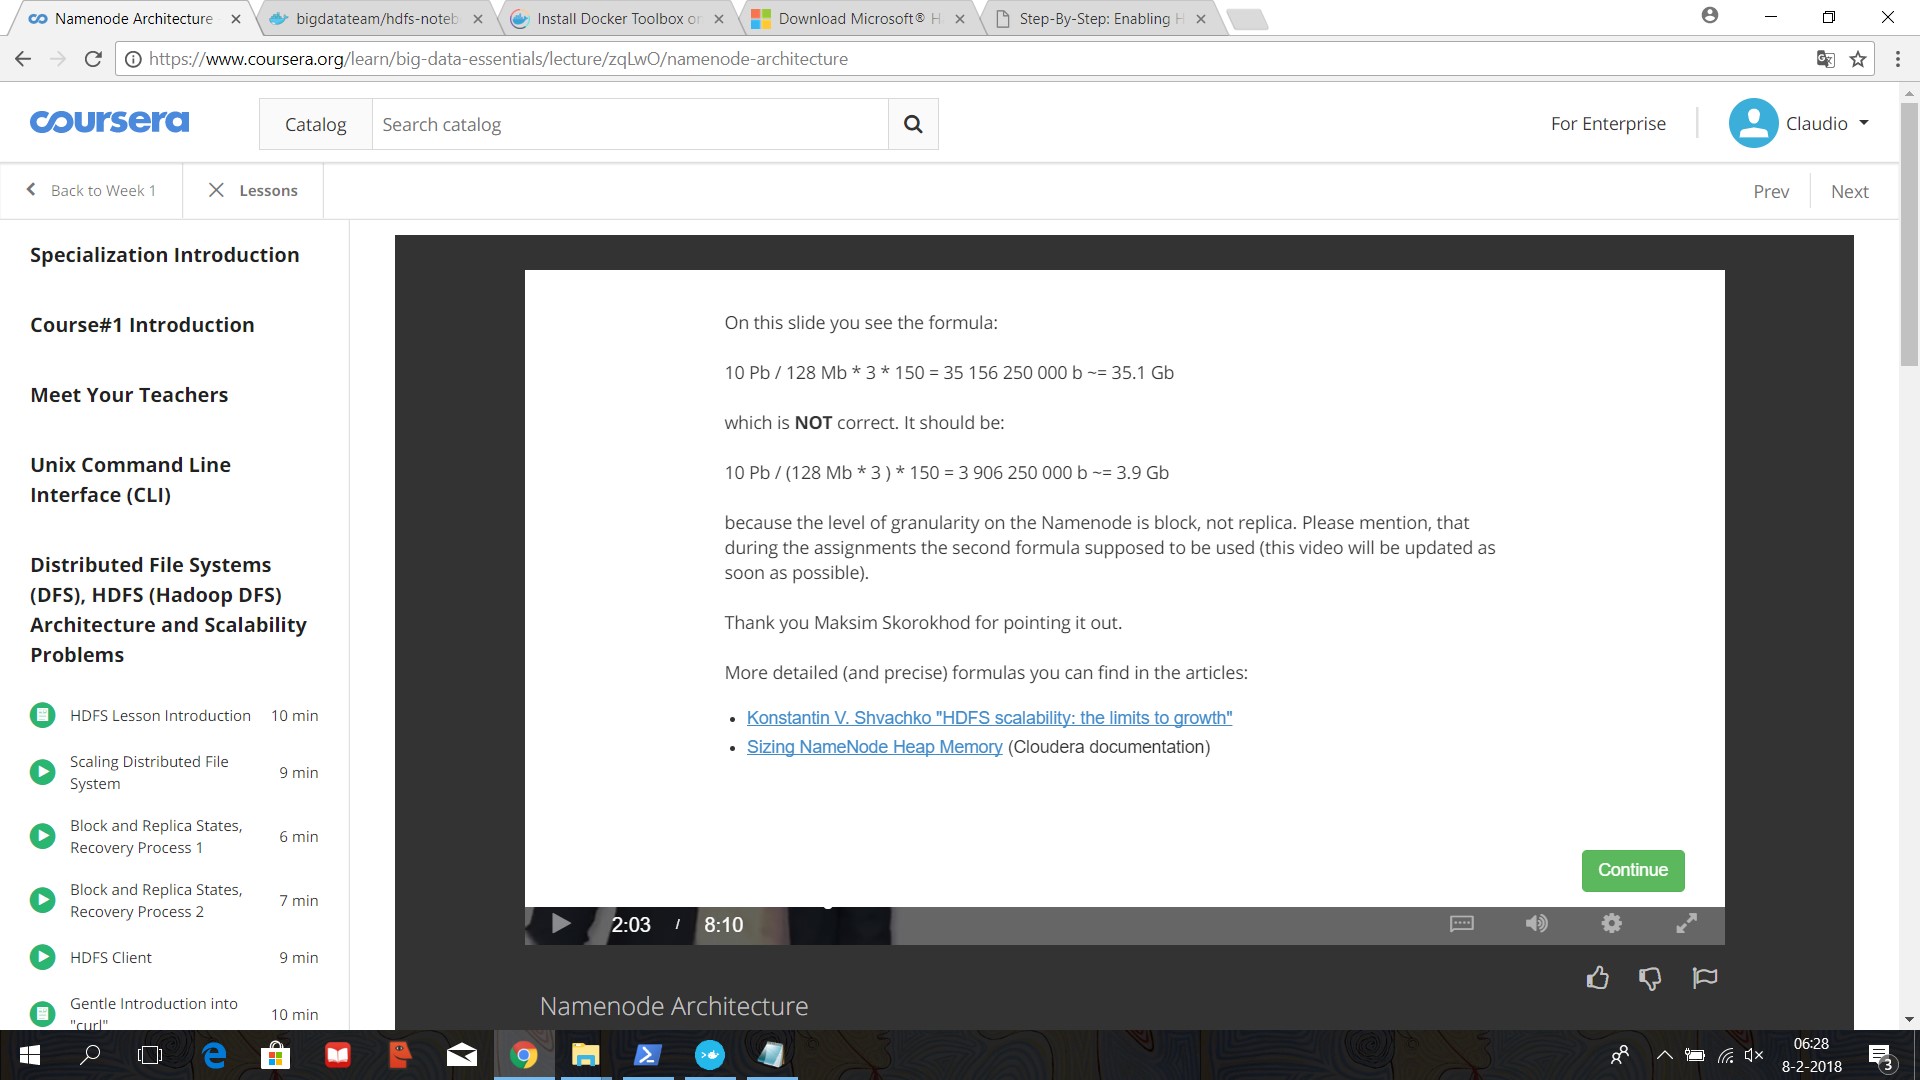 Namenode Architecture
bigdatateam/hdfs-noteb
Install Docker Toolbox or
Download Microsoft® H
Step-By-Step: Enabling H
https://www.coursera.org/learn/big-data-essentials/lecture/zqLwO/namenode-architecture
coursera
Catalog
Search catalog
For Enterprise
Claudio
Back to Week 1
Lessons
Prev
Next
Specialization Introduction
Course#1 Introduction
Meet Your Teachers
Unix Command Line
Interface (CLI)
Distributed File Systems
(DFS), HDFS (Hadoop DFS)
Architecture and Scalability
Problems
HDFS Lesson Introduction 10 min
Scaling Distributed File
System
9 min
Block and Replica States,
Recovery Process 1
6 min
Block and Replica States,
Recovery Process 2
7 min
HDFS Client 9 min
Gentle Introduction into
"curl"
10 min
On this slide you see the formula:
10 Pb / 128 Mb * 3 * 150 = 35 156 250 000 b ~= 35.1 Gb
which is NOT correct. It should be:
10 Pb / (128 Mb * 3 ) * 150 = 3 906 250 000 b ~= 3.9 Gb
because the level of granularity on the Namenode is block, not replica. Please mention, that
during the assignments the second formula supposed to be used (this video will be updated as
soon as possible).
Thank you Maksim Skorokhod for pointing it out.
More detailed (and precise) formulas you can find in the articles:
• Konstantin V. Shvachko "HDFS scalability: the limits to growth"
• Sizing NameNode Heap Memory (Cloudera documentation)
Continue
2:03 / 8:10
Namenode Architecture
06:28
8-2-2018
3